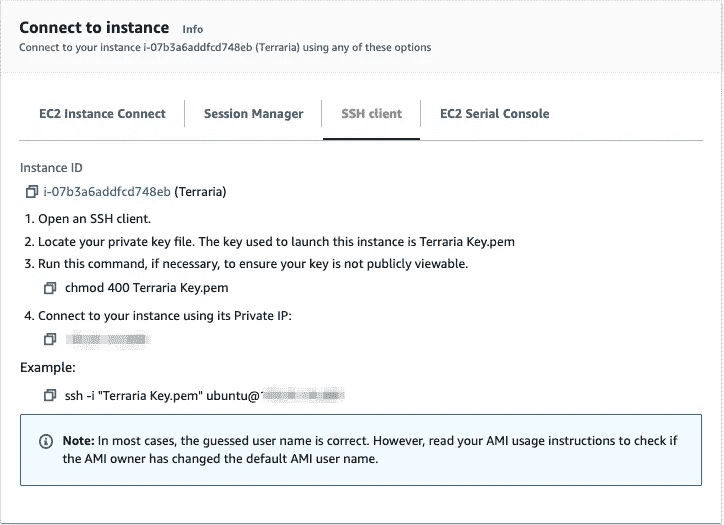 Connect to instance Info
Connect to your instance i-07b3a6addfcd748eb (Terraria) using any of these options
EC2 Instance Connect Session Manager SSH client EC2 Serial Console
Instance ID
i-07b3a6addfcd748eb (Terraria)
1. Open an SSH client.
2. Locate your private key file. The key used to launch this instance is Terraria Key.pem
3. Run this command, if necessary, to ensure your key is not publicly viewable.
chmod 400 Terraria Key.pem
4. Connect to your instance using its Private IP:
Example:
ssh -i "Terraria Key.pem" ubuntu@
Note: In most cases, the guessed user name is correct. However, read your AMI usage instructions to check if
the AMI owner has changed the default AMI user name.